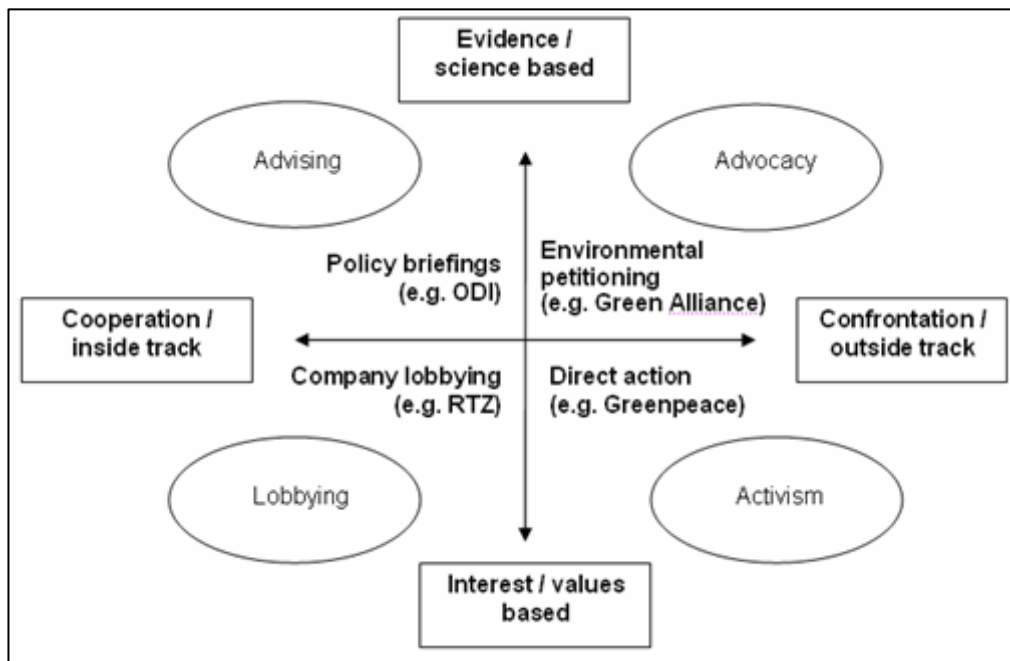 Evidence /
science based
Advising
Advocacy
Policy briefings
(e.g. ODI)
Environmental
petitioning
(e.g. Green Alliance)
Cooperation /
inside track
Confrontation /
outside track
Company lobbying
(e.g. RTZ)
Direct action
(e.g. Greenpeace)
Lobbying
Activism
Interest / values
based